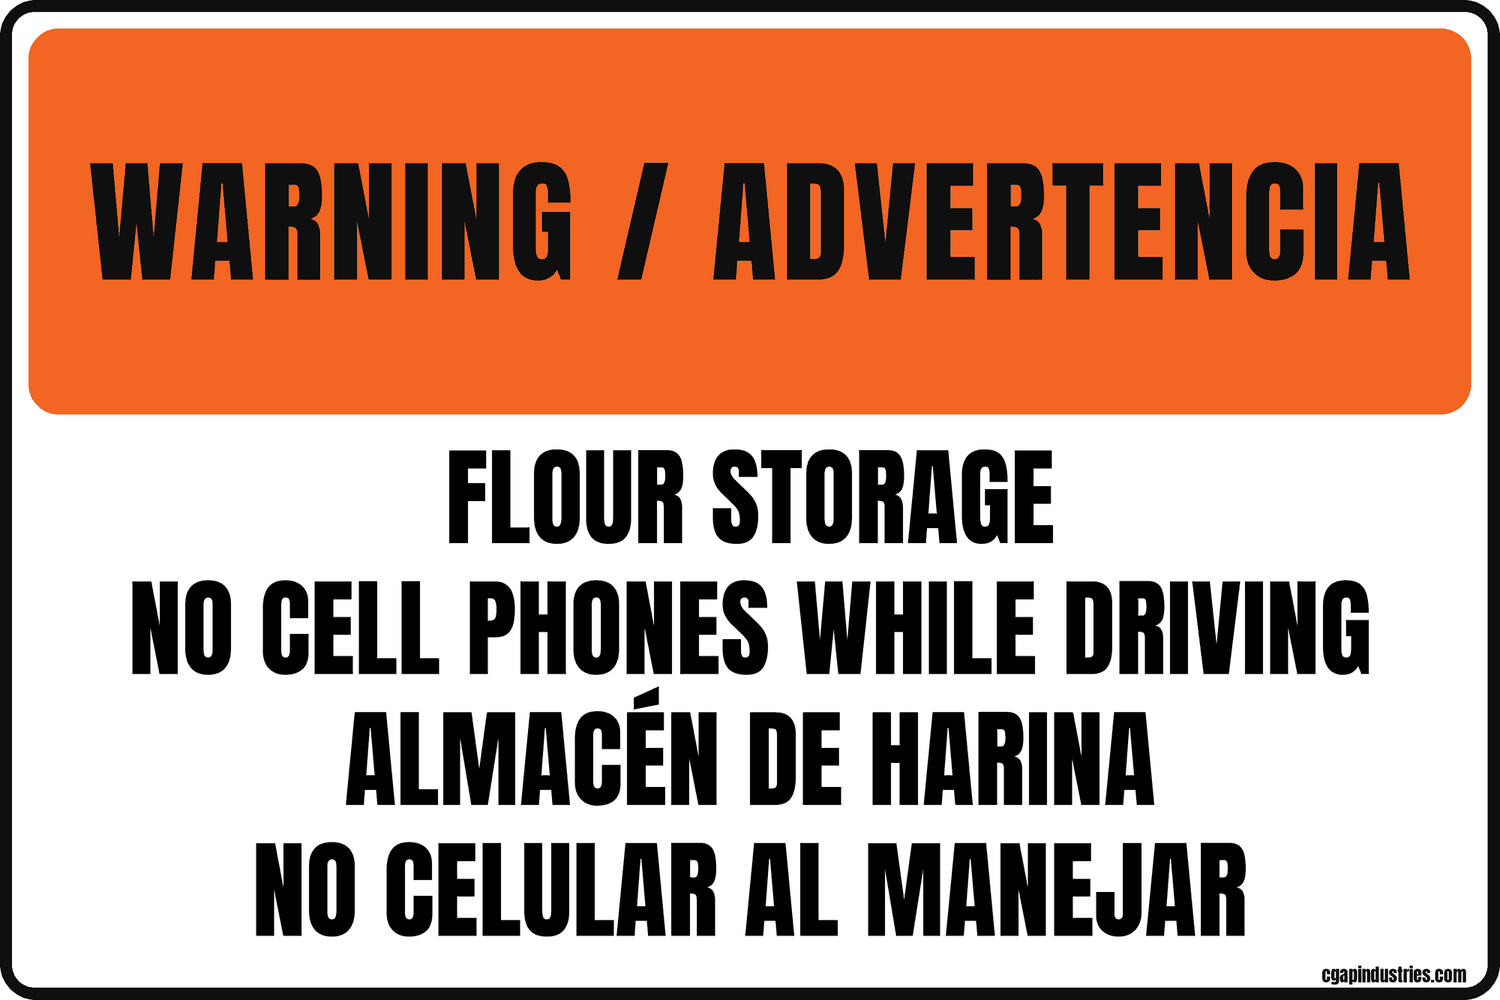 WARNING / ADVERTENCIA
FLOUR STORAGE
NO CELL PHONES WHILE DRIVING
ALMACÉN DE HARINA
NO CELULAR AL MANEJAR
cgapindustries.com